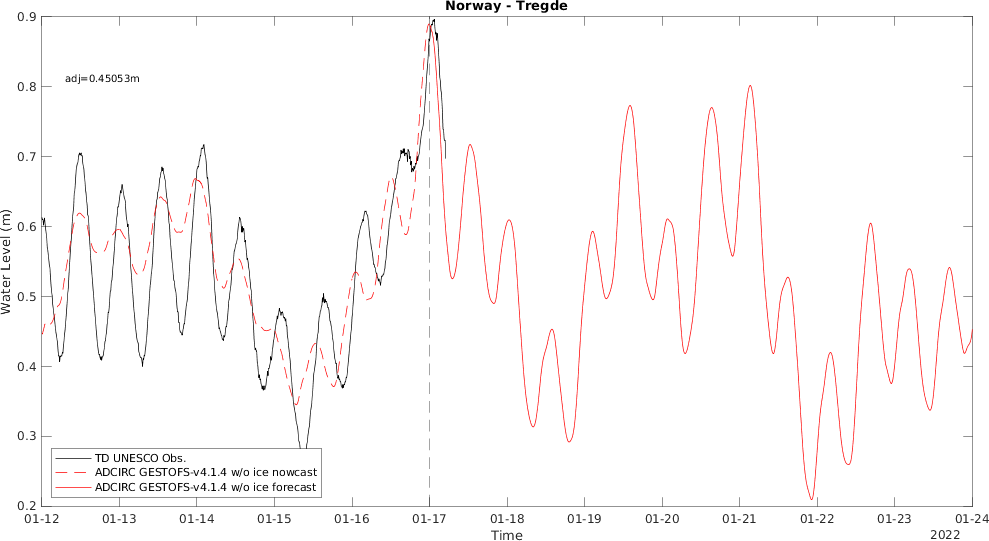 Norway - Tregde
0.9
0.8
0.7
0.6
0.5
0.4
0.3
0.2
Water Level (m)
adj=0.45053m
TD UNESCO Obs.
ADCIRC GESTOFS-v4.1.4 w/o ice nowcast
ADCIRC GESTOFS-v4.1.4 w/o ice forecast
01-12 01-13 01-14 01-15 01-16 01-17 01-18 01-19 01-20 01-21 01-22 01-23 01-24
Time
2022